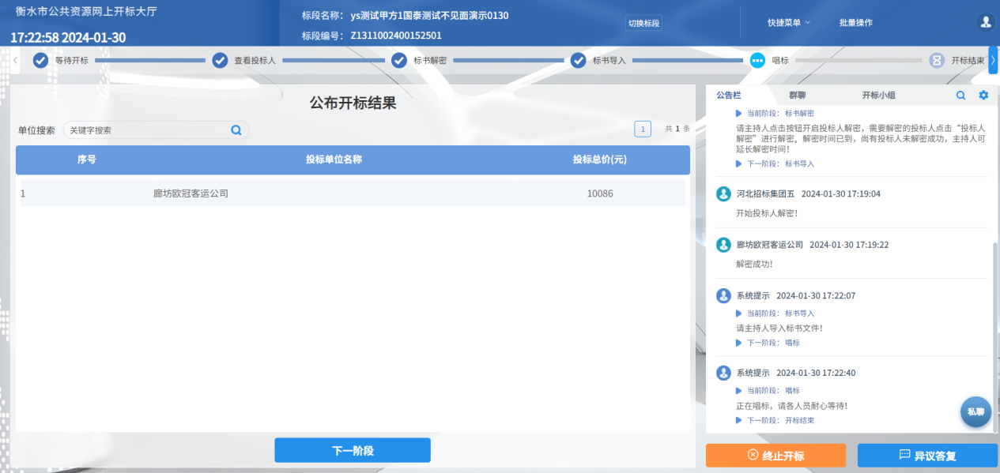 衡水市公共资源网上开标大厅
17:22:58 2024-01-30
标段名称： ys测试甲方1国泰测试不见面演示0130
标段编号： Z1311002400152501
切换标段
快捷菜单
批量操作
等待开标
查看投标人
标书解密
标书导入
唱标
开标结束
公布开标结果
单位搜索
关键字搜索
1
共 1 条
序号 投标单位名称 投标总价(元)
1 廊坊欧冠客运公司 10086
下一阶段
公告栏
群聊
开标小组
当前阶段： 标书解密
请主持人点击按钮开启投标人解密，需要解密的投标人点击“投标人
解密”进行解密。解密时间已到，尚有投标人未解密成功，主持人可
延长解密时间！
下一阶段： 标书导入
河北招标集团五 2024-01-30 17:19:04
开始投标人解密！
廊坊欧冠客运公司 2024-01-30 17:19:22
解密成功！
系统提示 2024-01-30 17:22:07
当前阶段： 标书导入
请主持人导入标书文件！
下一阶段： 唱标
系统提示 2024-01-30 17:22:40
当前阶段： 唱标
正在唱标，请各人员耐心等待！
下一阶段： 开标结束
私聊
终止开标
异议答复